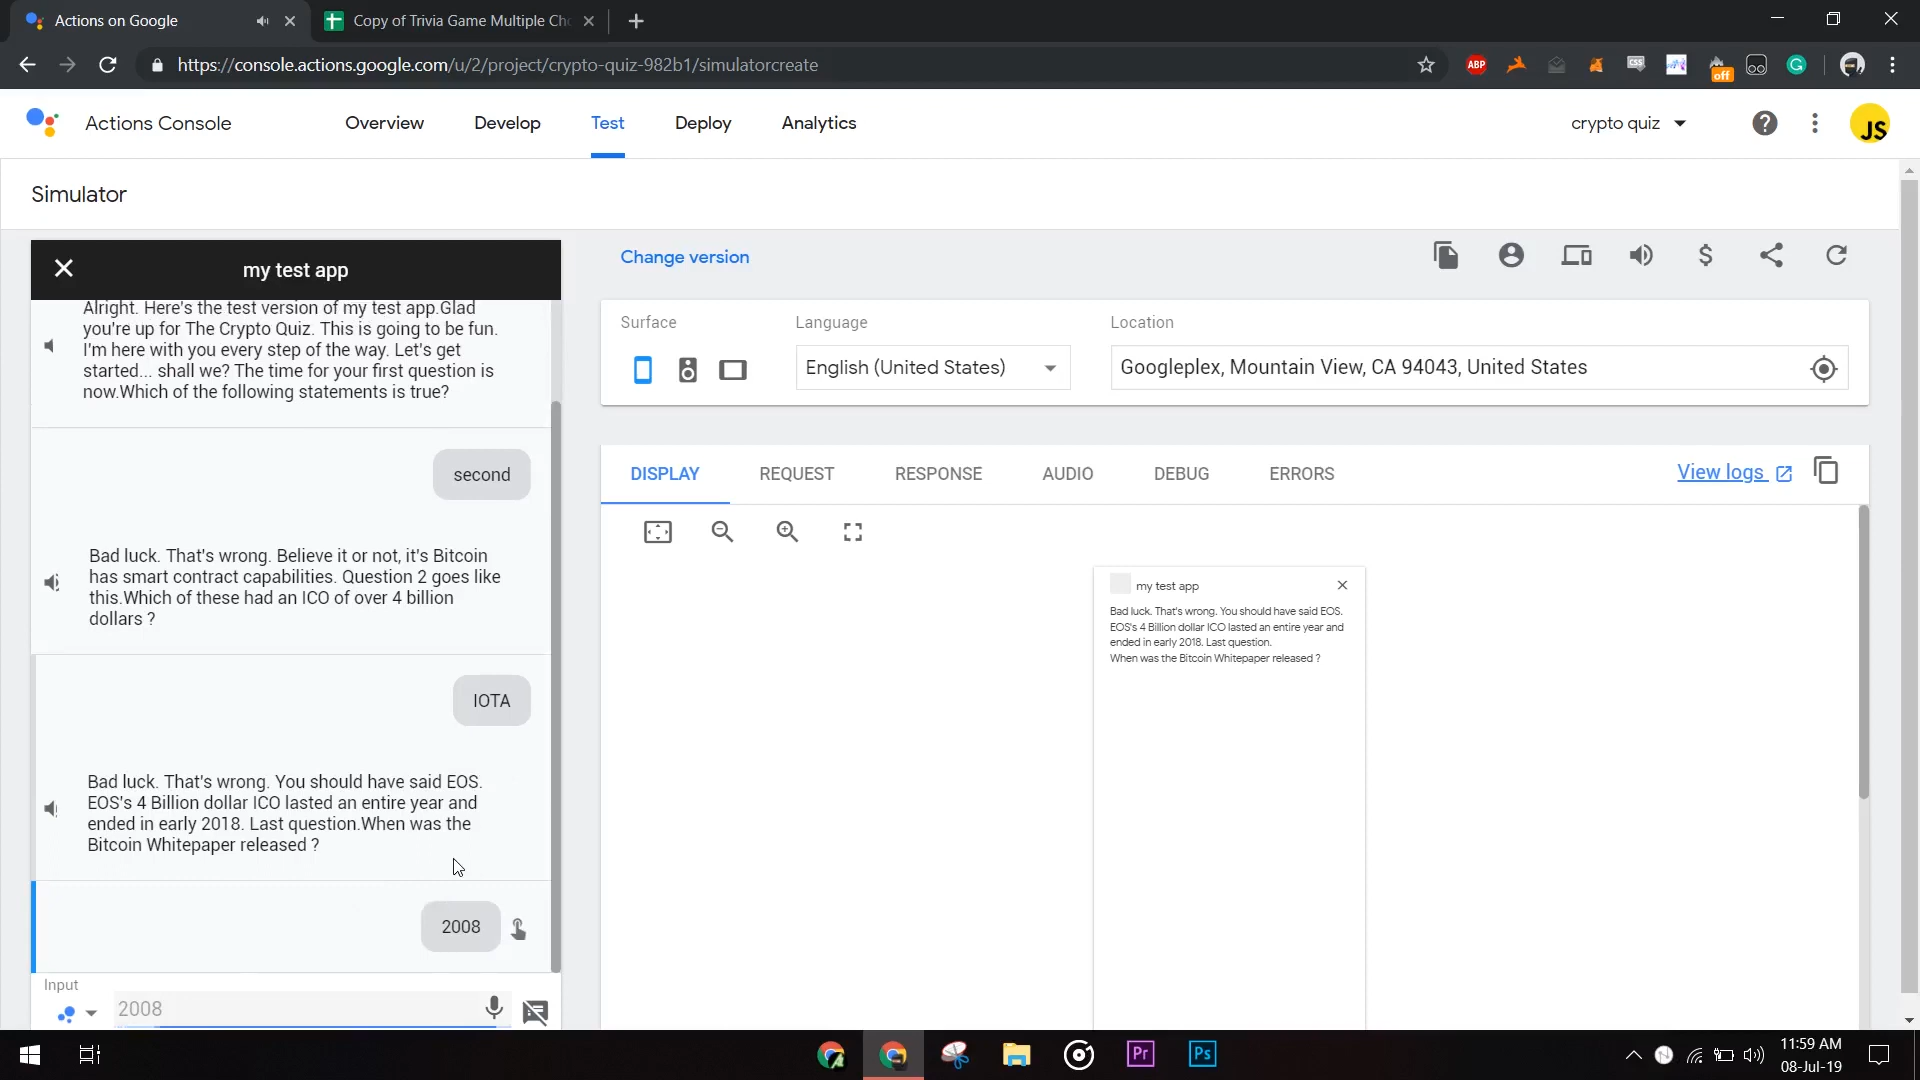 Actions on Google
Copy of Trivia Game Multiple Ch
https://console.actions.google.com/u/2/project/crypto-quiz-982b1/simulatorcreate
ABP
CSS
off
G
Actions Console
Overview
Develop
Test
Deploy
Analytics
crypto quiz
JS
Simulator
my test app
Alright. Here's the test version of my test app.Glad
you're up for The Crypto Quiz. This is going to be fun.
I'm here with you every step of the way. Let's get
started... shall we? The time for your first question is
now.Which of the following statements is true?
second
Bad luck. That's wrong. Believe it or not, it's Bitcoin
has smart contract capabilities. Question 2 goes like
this.Which of these had an ICO of over 4 billion
dollars ?
IOTA
Bad luck. That's wrong. You should have said EOS.
EOS's 4 Billion dollar ICO lasted an entire year and
ended in early 2018. Last question.When was the
Bitcoin Whitepaper released ?
2008
Input
2008
Change version
Surface
Language
Location
English (United States)
Googleplex, Mountain View, CA 94043, United States
DISPLAY
REQUEST
RESPONSE
AUDIO
DEBUG
ERRORS
View logs
my test app
Bad luck. That's wrong. You should have said EOS.
EOS's 4 Billion dollar ICO lasted an entire year and
ended in early 2018. Last question.
When was the Bitcoin Whitepaper released ?
Pr
Ps
11:59 AM
08-Jul-19